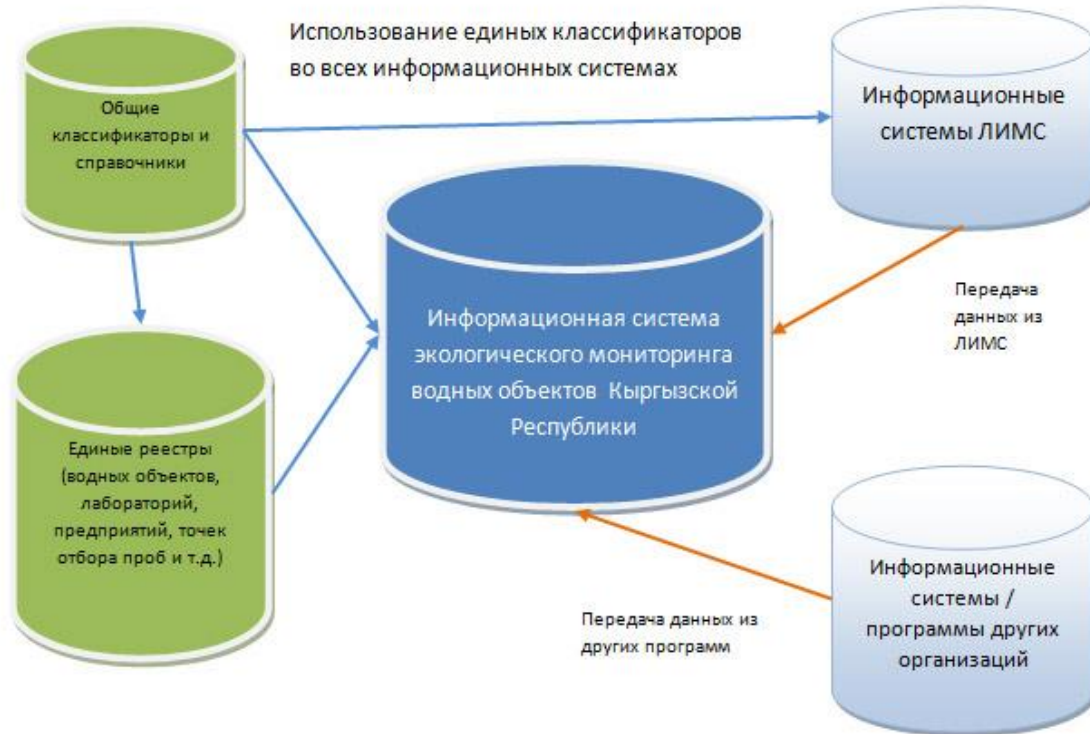 Использование единых классификаторов
во всех информационных системах
Общие
классификаторы и
справочники
Информационные
системы ЛИМС
Информационная система
экологического мониторинга
водных объектов Кыргызской
Республики
Передача
данных из
ЛИМС
Единые реестры
(водных объектов,
лабораторий,
предприятий, точек
отбора проб и т.д.)
Передача данных из
других программ
Информационные
системы /
программы других
организаций